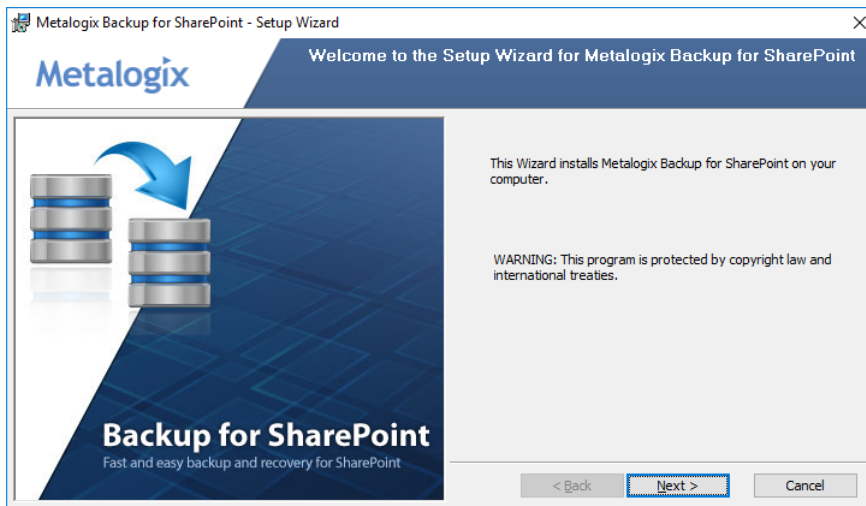 Metalogix Backup for SharePoint - Setup Wizard
Metalogix
Welcome to the Setup Wizard for Metalogix Backup for SharePoint
This Wizard installs Metalogix Backup for SharePoint on your
computer.
WARNING: This program is protected by copyright law and
international treaties.
Backup for SharePoint
Fast and easy backup and recovery for SharePoint
< Back
Next >
Cancel